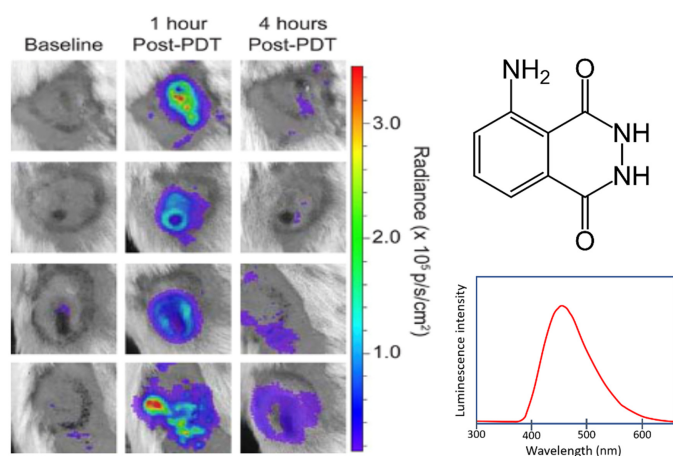 Baseline
1 hour
Post-PDT
4 hours
Post-PDT
3.0
2.0
1.0
Radiance (x 10⁵ p/s/cm²)
NH₂
O
NH
NH
O
Luminescence intensity
300
400
500
600
Wavelength (nm)